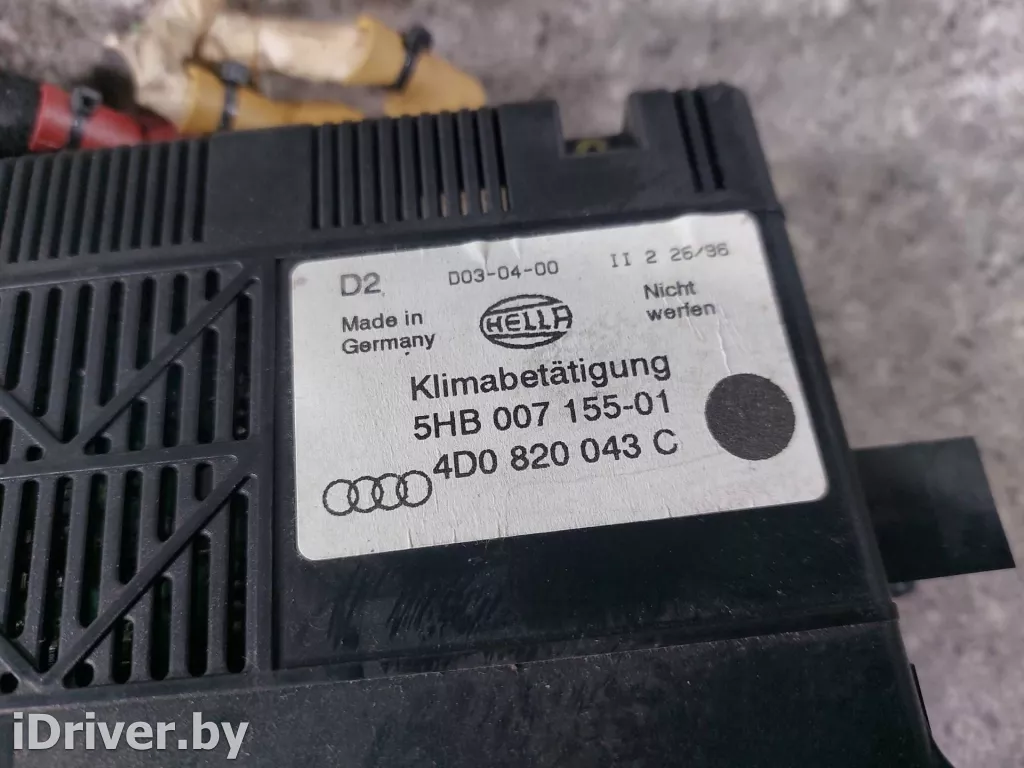 D2
D03-04-00
II 2 26/96
Made in
Germany
HELLA
Nicht
werfen
Klimabetätigung
5HB 007 155-01
4D0 820 043 C
iDriver.by